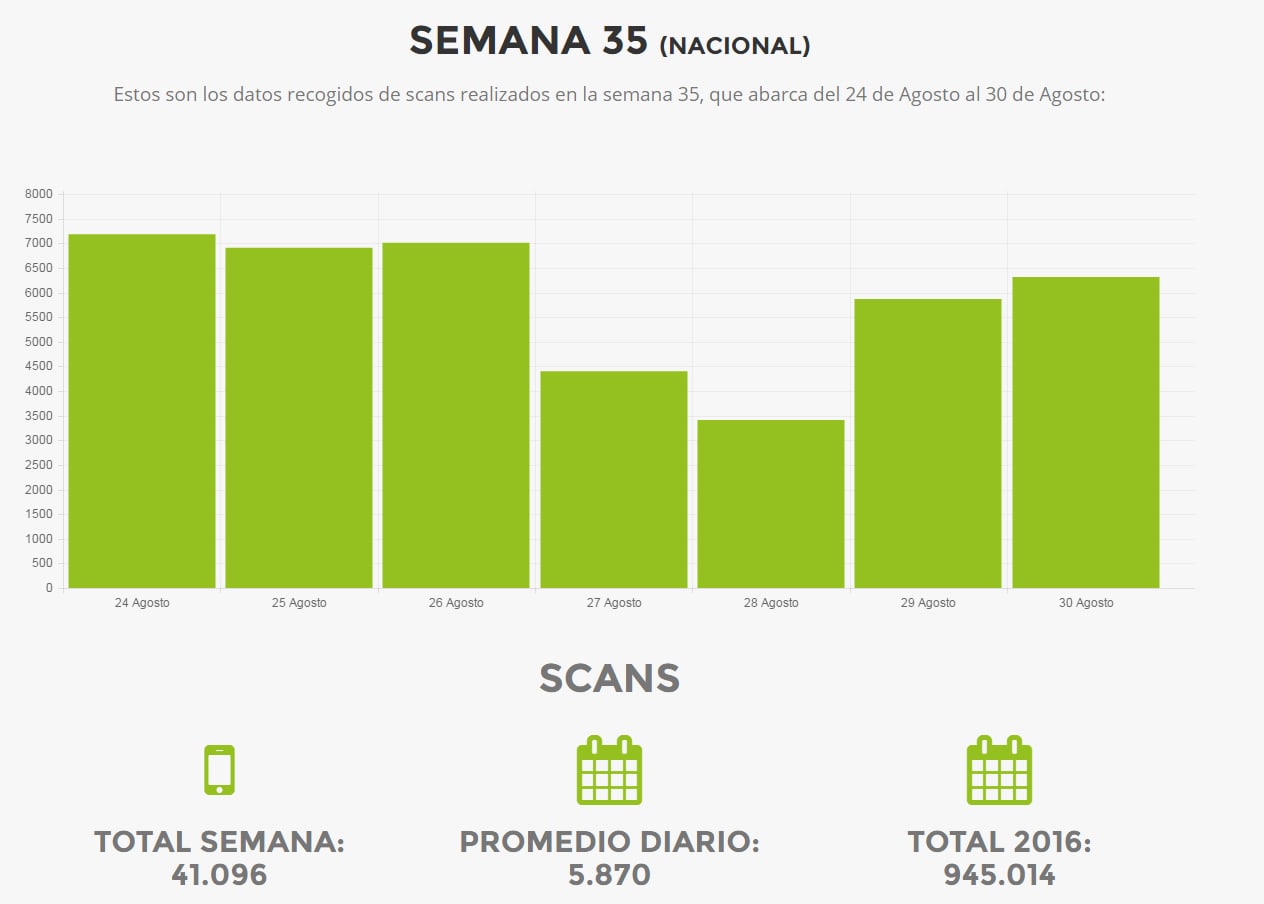 SEMANA 35 (NACIONAL)
Estos son los datos recogidos de scans realizados en la semana 35, que abarca del 24 de Agosto al 30 de Agosto:
8000
7500
7000
6500
6000
5500
5000
4500
4000
3500
3000
2500
2000
1500
1000
500
0
24 Agosto 25 Agosto 26 Agosto 27 Agosto 28 Agosto 29 Agosto 30 Agosto
SCANS
TOTAL SEMANA: PROMEDIO DIARIO: TOTAL 2016:
41.096 5.870 945.014